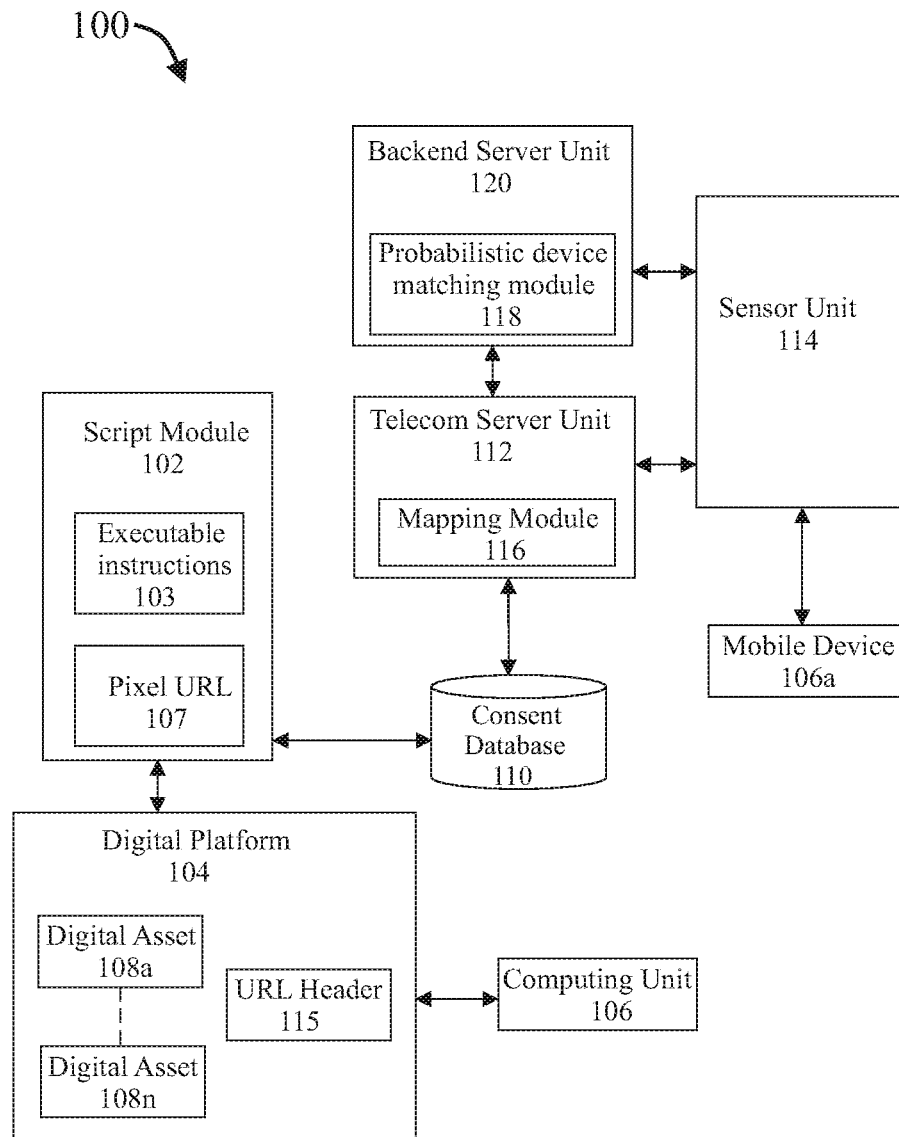 100
Backend Server Unit
120
Probabilistic device
matching module
118
Sensor Unit
114
Script Module
102
Executable
instructions
103
Pixel URL
107
Telecom Server Unit
112
Mapping Module
116
Mobile Device
106a
Consent
Database
110
Digital Platform
104
Digital Asset
108a
URL Header
115
Digital Asset
108n
Computing Unit
106